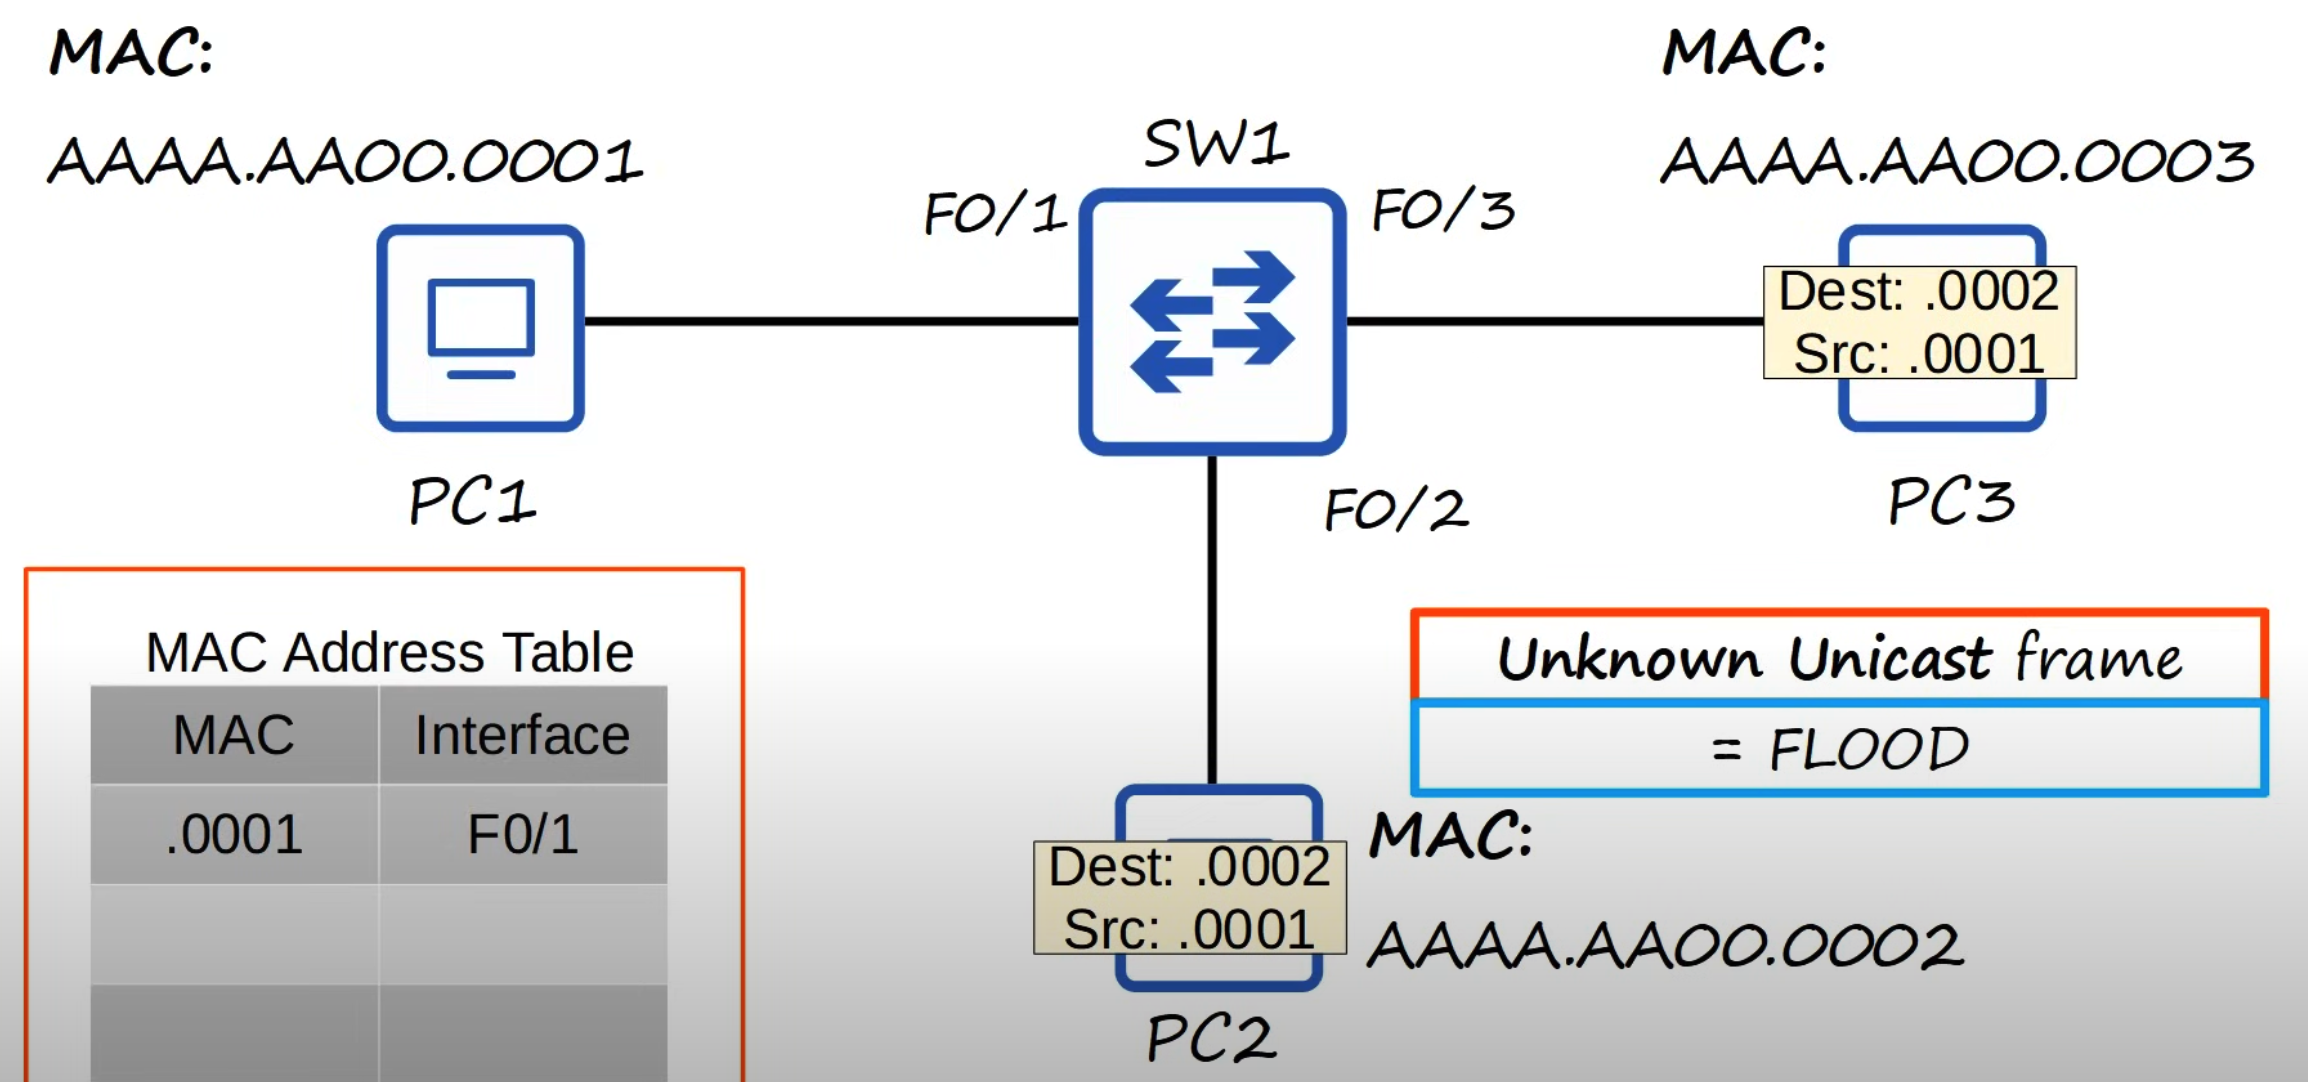 MAC:
AAAA.AA00.0001
PC1
SW1
F0/1
F0/3
F0/2
MAC:
AAAA.AA00.0003
Dest: .0002
Src: .0001
PC3
MAC Address Table
MAC Interface
.0001 F0/1
Unknown Unicast frame
= FLOOD
Dest: .0002
Src: .0001
MAC:
AAAA.AA00.0002
PC2